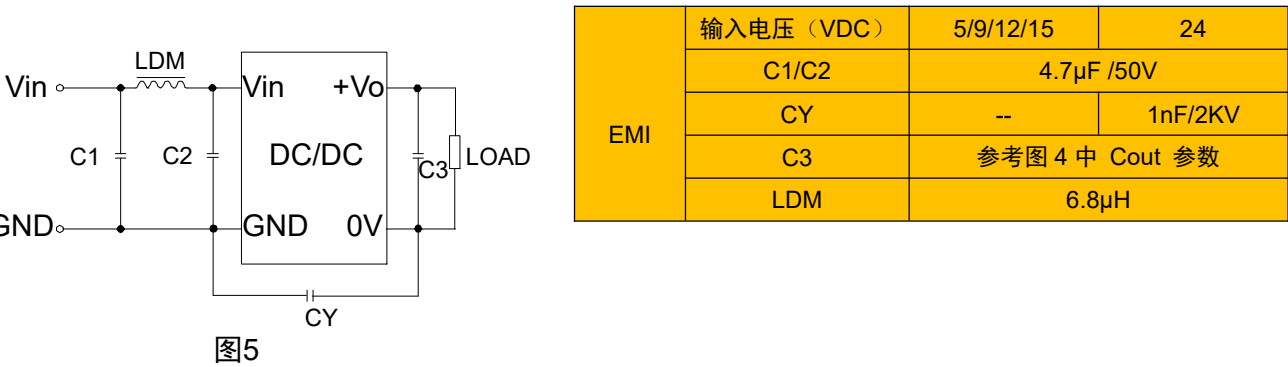 Vin
LDM
Vin
+Vo
C1
C2
DC/DC
C3
LOAD
GND
GND
0V
CY
图5
EMI
输入电压（VDC） 5/9/12/15 24
C1/C2 4.7μF /50V
CY -- 1nF/2KV
C3 参考图 4 中 Cout 参数
LDM 6.8μH